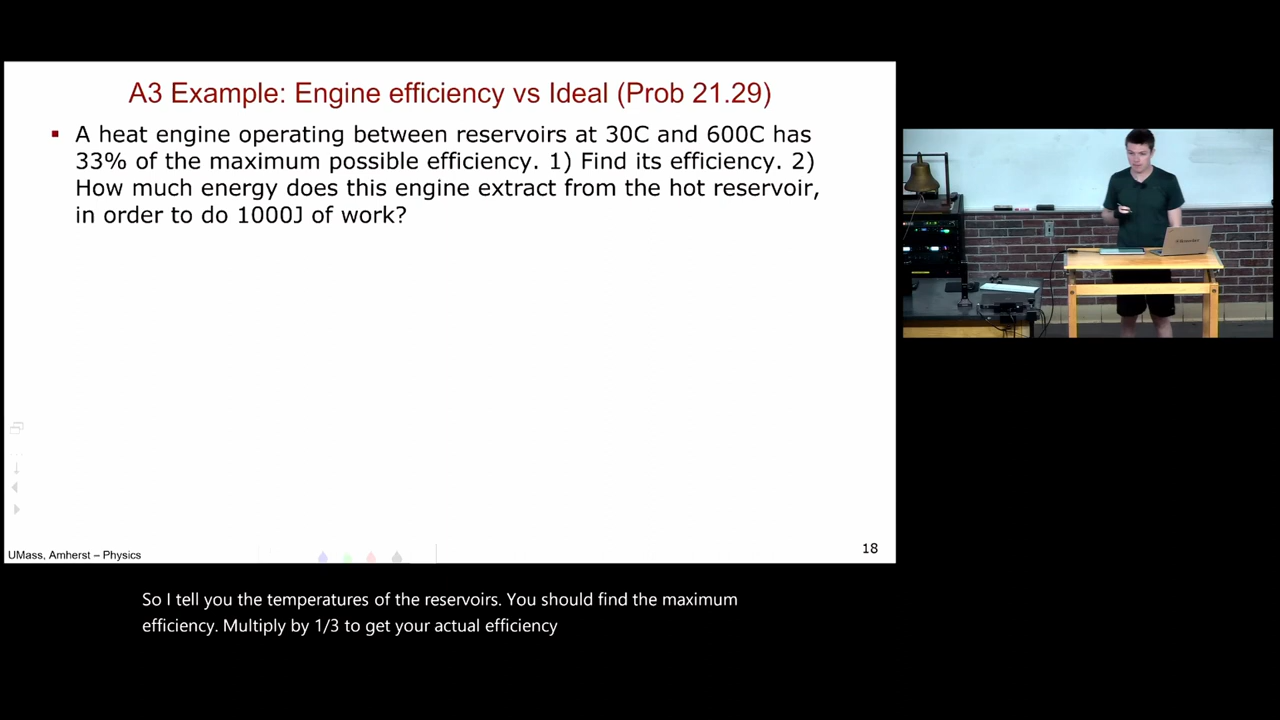 A3 Example: Engine efficiency vs Ideal (Prob 21.29)
▪ A heat engine operating between reservoirs at 30C and 600C has
33% of the maximum possible efficiency. 1) Find its efficiency. 2)
How much energy does this engine extract from the hot reservoir,
in order to do 1000J of work?
UMass, Amherst – Physics
18
So I tell you the temperatures of the reservoirs. You should find the maximum
efficiency. Multiply by 1/3 to get your actual efficiency